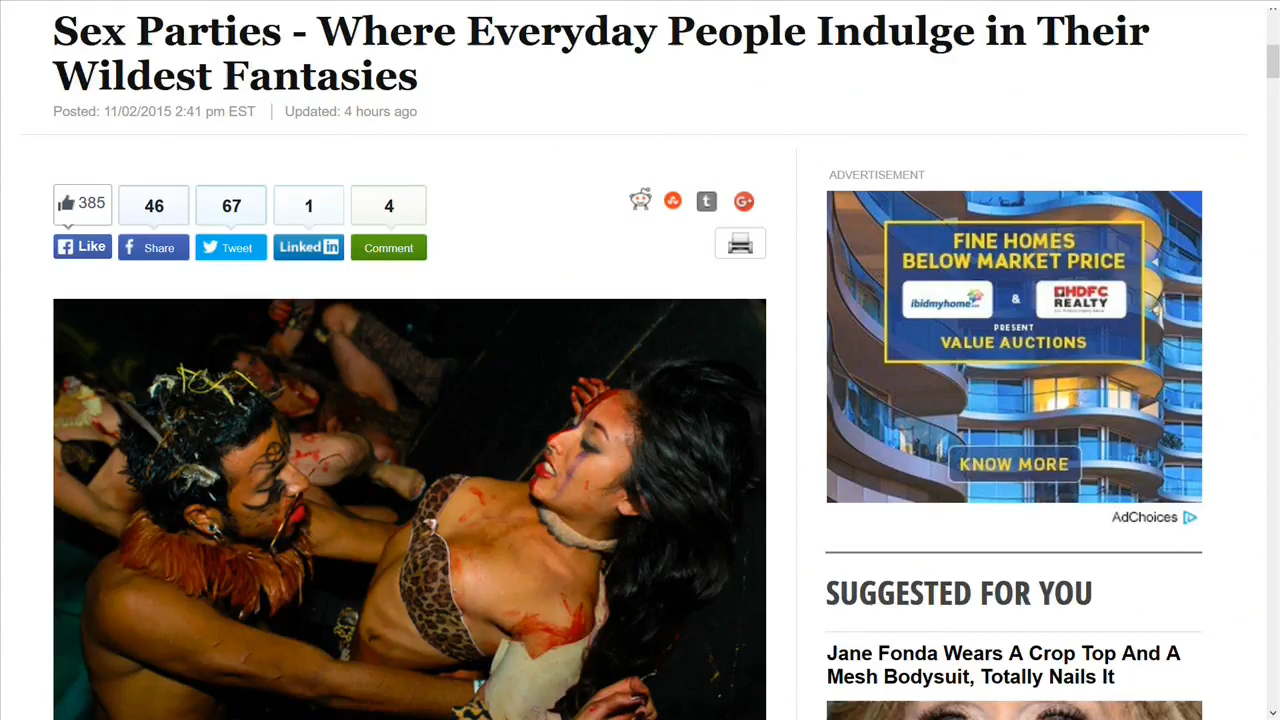 Sex Parties - Where Everyday People Indulge in Their
Wildest Fantasies
Posted: 11/02/2015 2:41 pm EST | Updated: 4 hours ago
385
46
67
1
4
Like
Share
Tweet
Linked in
Comment
ADVERTISEMENT
FINE HOMES
BELOW MARKET PRICE
ibidmyhome
&
HDFC
REALTY
PRESENT
VALUE AUCTIONS
KNOW MORE
AdChoices
SUGGESTED FOR YOU
Jane Fonda Wears A Crop Top And A
Mesh Bodysuit, Totally Nails It